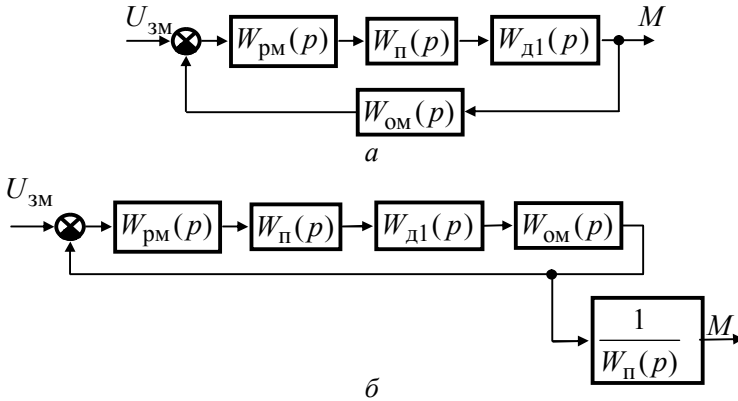 U_зм W_рм(p) W_п(p) W_д1(p) M
W_ом(p)
а
U_зм W_рм(p) W_п(p) W_д1(p) W_ом(p)
1
W_п(p) M
б